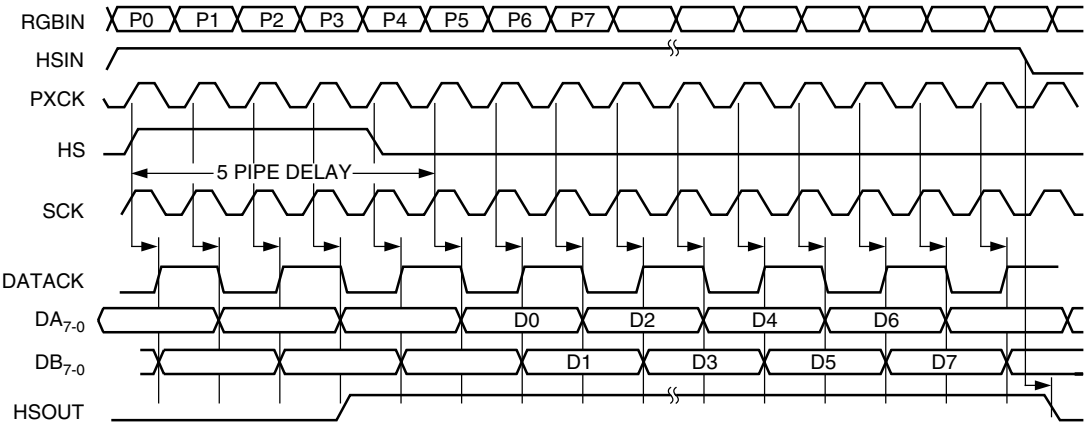 RGBIN P0 P1 P2 P3 P4 P5 P6 P7
HSIN
PXCK
HS
5 PIPE DELAY
SCK
DATACK
DA7-0 D0 D2 D4 D6
DB7-0 D1 D3 D5 D7
HSOUT